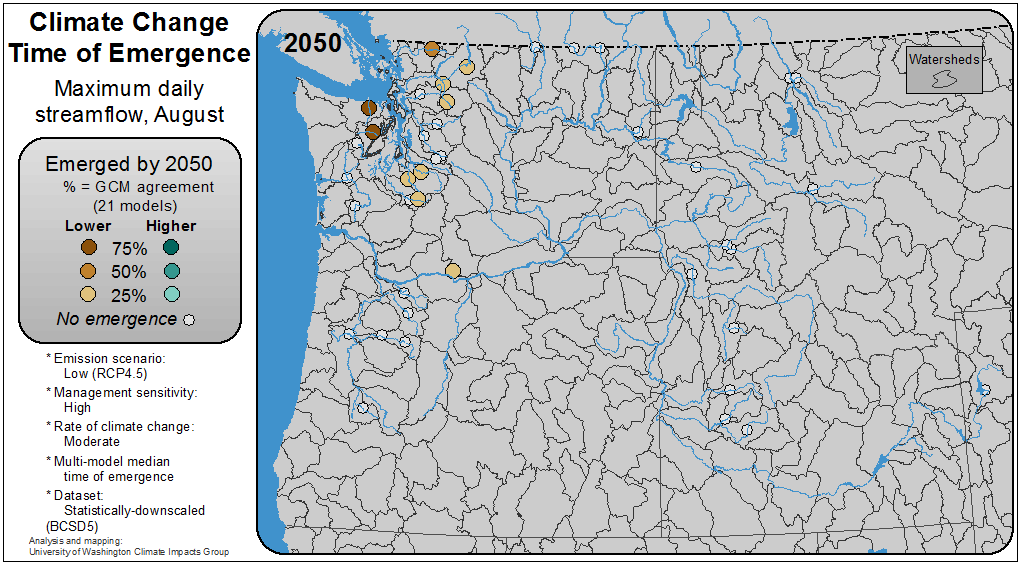 Climate Change
Time of Emergence
Maximum daily
streamflow, August
Emerged by 2050
% = GCM agreement
(21 models)
Lower Higher
75%
50%
25%
No emergence
* Emission scenario:
Low (RCP4.5)
* Management sensitivity:
High
* Rate of climate change:
Moderate
* Multi-model median
time of emergence
* Dataset:
Statistically-downscaled
(BCSD5)
Analysis and mapping:
University of Washington Climate Impacts Group
2050
Watersheds